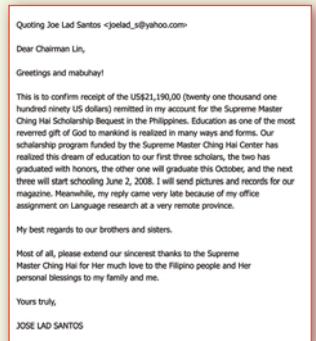 Quoting Joe Lad Santos <joelad_s@yahoo.com>
Dear Chairman Lin,
Greetings and mabuhay!
This is to confirm receipt of the US$21,190,00 (twenty one thousand one
hundred ninety US dollars) remitted in my account for the Supreme Master
Ching Hai Scholarship Bequest in the Philippines. Education as one of the most
reverred gift of God to mankind is realized in many ways and forms. Our
scholarship program funded by the Supreme Master Ching Hai Center has
realized this dream of education to our first three scholars, the two has
graduated with honors, the other one will graduate this October, and the next
three will start schooling June 2, 2008. I will send pictures and records for our
magazine. Meanwhile, my reply came very late because of my office
assignment on Language research at a very remote province.
My best regards to our brothers and sisters.
Most of all, please extend our sincerest thanks to the Supreme
Master Ching Hai for Her much love to the Filipino people and Her
personal blessings to my family and me.
Yours truly,
JOSE LAD SANTOS